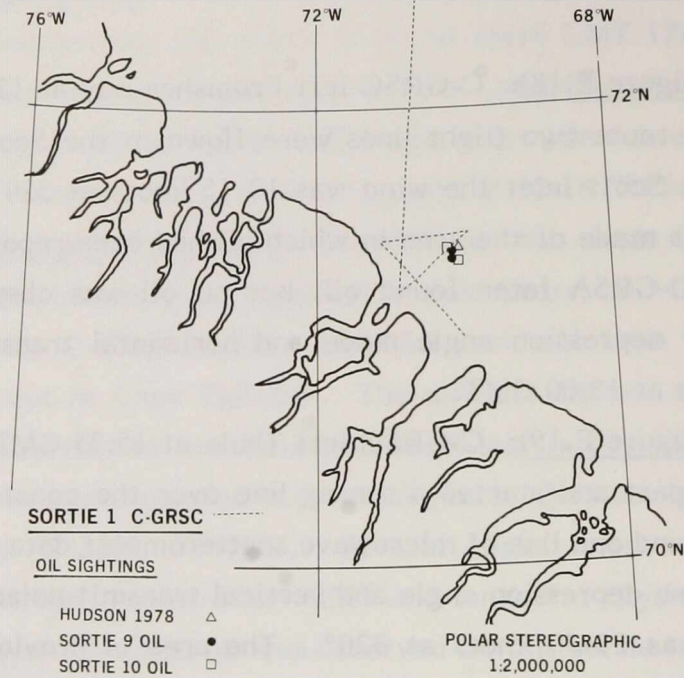 76°W 72°W 68°W
72°N
SORTIE 1 C-GRSC
OIL SIGHTINGS
70°N
HUDSON 1978 △
SORTIE 9 OIL ●
SORTIE 10 OIL □
POLAR STEREOGRAPHIC
1:2,000,000